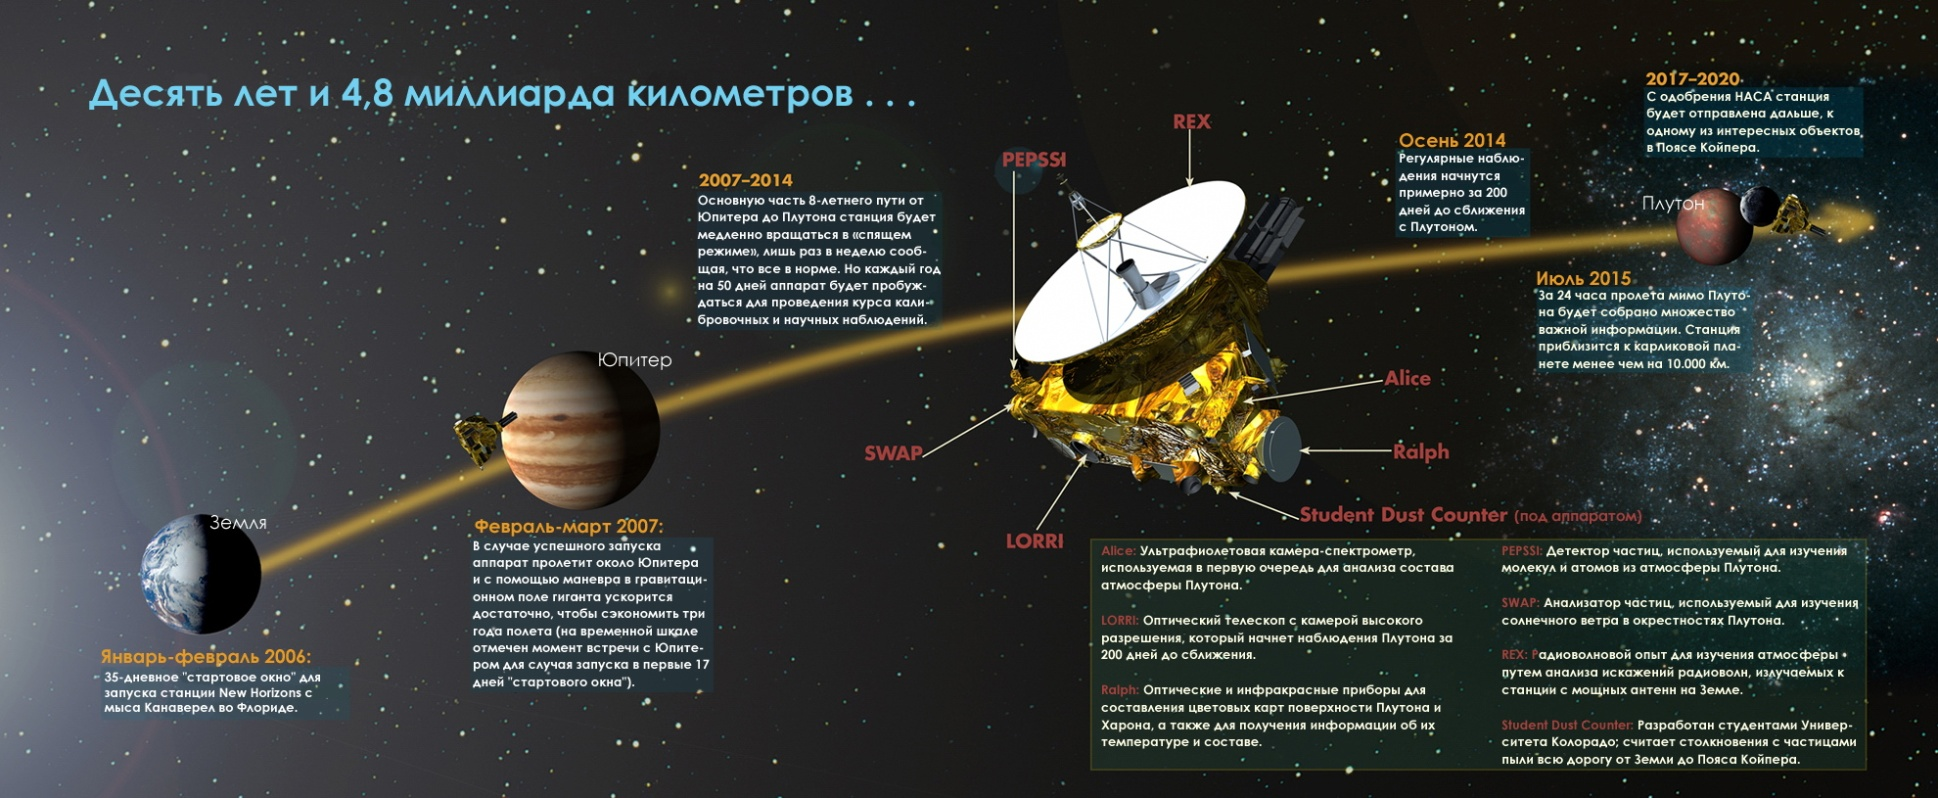 Десять лет и 4,8 миллиарда километров . . .
Земля
Январь-февраль 2006:
35-дневное "стартовое окно" для
запуска станции New Horizons с
мыса Канаверел во Флориде.
Юпитер
Февраль-март 2007:
В случае успешного запуска
аппарат пролетит около Юпитера
и с помощью маневра в гравитаци-
онном поле гиганта ускорится
достаточно, чтобы сэкономить три
года полета (на временной шкале
отмечен момент встречи с Юпите-
ром для случая запуска в первые 17
дней "стартового окна").
2007–2014
Основную часть 8-летнего пути от
Юпитера до Плутона станция будет
медленно вращаться в «спящем
режиме», лишь раз в неделю сооб-
щая, что все в норме. Но каждый год
на 50 дней аппарат будет пробуж-
даться для проведения курса кали-
бровочных и научных наблюдений.
PEPSSI
REX
SWAP
LORRI
Alice
Ralph
Student Dust Counter (под аппаратом)
Осень 2014
Регулярные наблю-
дения начнутся
примерно за 200
дней до сближения
с Плутоном.
2017–2020
С одобрения НАСА станция
будет отправлена дальше, к
одному из интересных объектов
в Поясе Койпера.
Плутон
Июль 2015
За 24 часа пролета мимо Плуто-
на будет собрано множество
важной информации. Станция
приблизится к карликовой пла-
нете менее чем на 10.000 км.
Alice: Ультрафиолетовая камера-спектрометр,
используемая в первую очередь для анализа состава
атмосферы Плутона.
LORRI: Оптический телескоп с камерой высокого
разрешения, который начнет наблюдения Плутона за
200 дней до сближения.
Ralph: Оптические и инфракрасные приборы для
составления цветовых карт поверхности Плутона и
Харона, а также для получения информации об их
температуре и составе.
PEPSSI: Детектор частиц, используемый для изучения
молекул и атомов из атмосферы Плутона.
SWAP: Анализатор частиц, используемый для изучения
солнечного ветра в окрестностях Плутона.
REX: Радиоволновой опыт для изучения атмосферы
путем анализа искажений радиоволн, излучаемых к
станции с мощных антенн на Земле.
Student Dust Counter: Разработан студентами Универ-
ситета Колорадо; считает столкновения с частицами
пыли всю дорогу от Земли до Пояса Койпера.